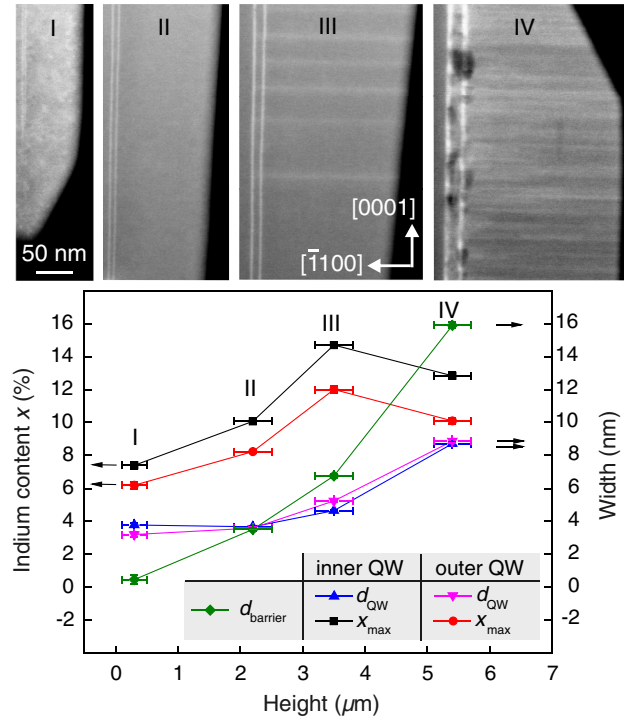 I
II
III
IV
50 nm
[0001]
[1̄100]
I
II
III
IV
16
14
12
10
8
6
4
2
0
-2
Indium content x (%)
16
14
12
10
8
6
4
2
0
-2
Width (nm)
inner QW
outer QW
d_barrier
d_QW
d_QW
x_max
x_max
0
1
2
3
4
5
6
7
Height (μm)